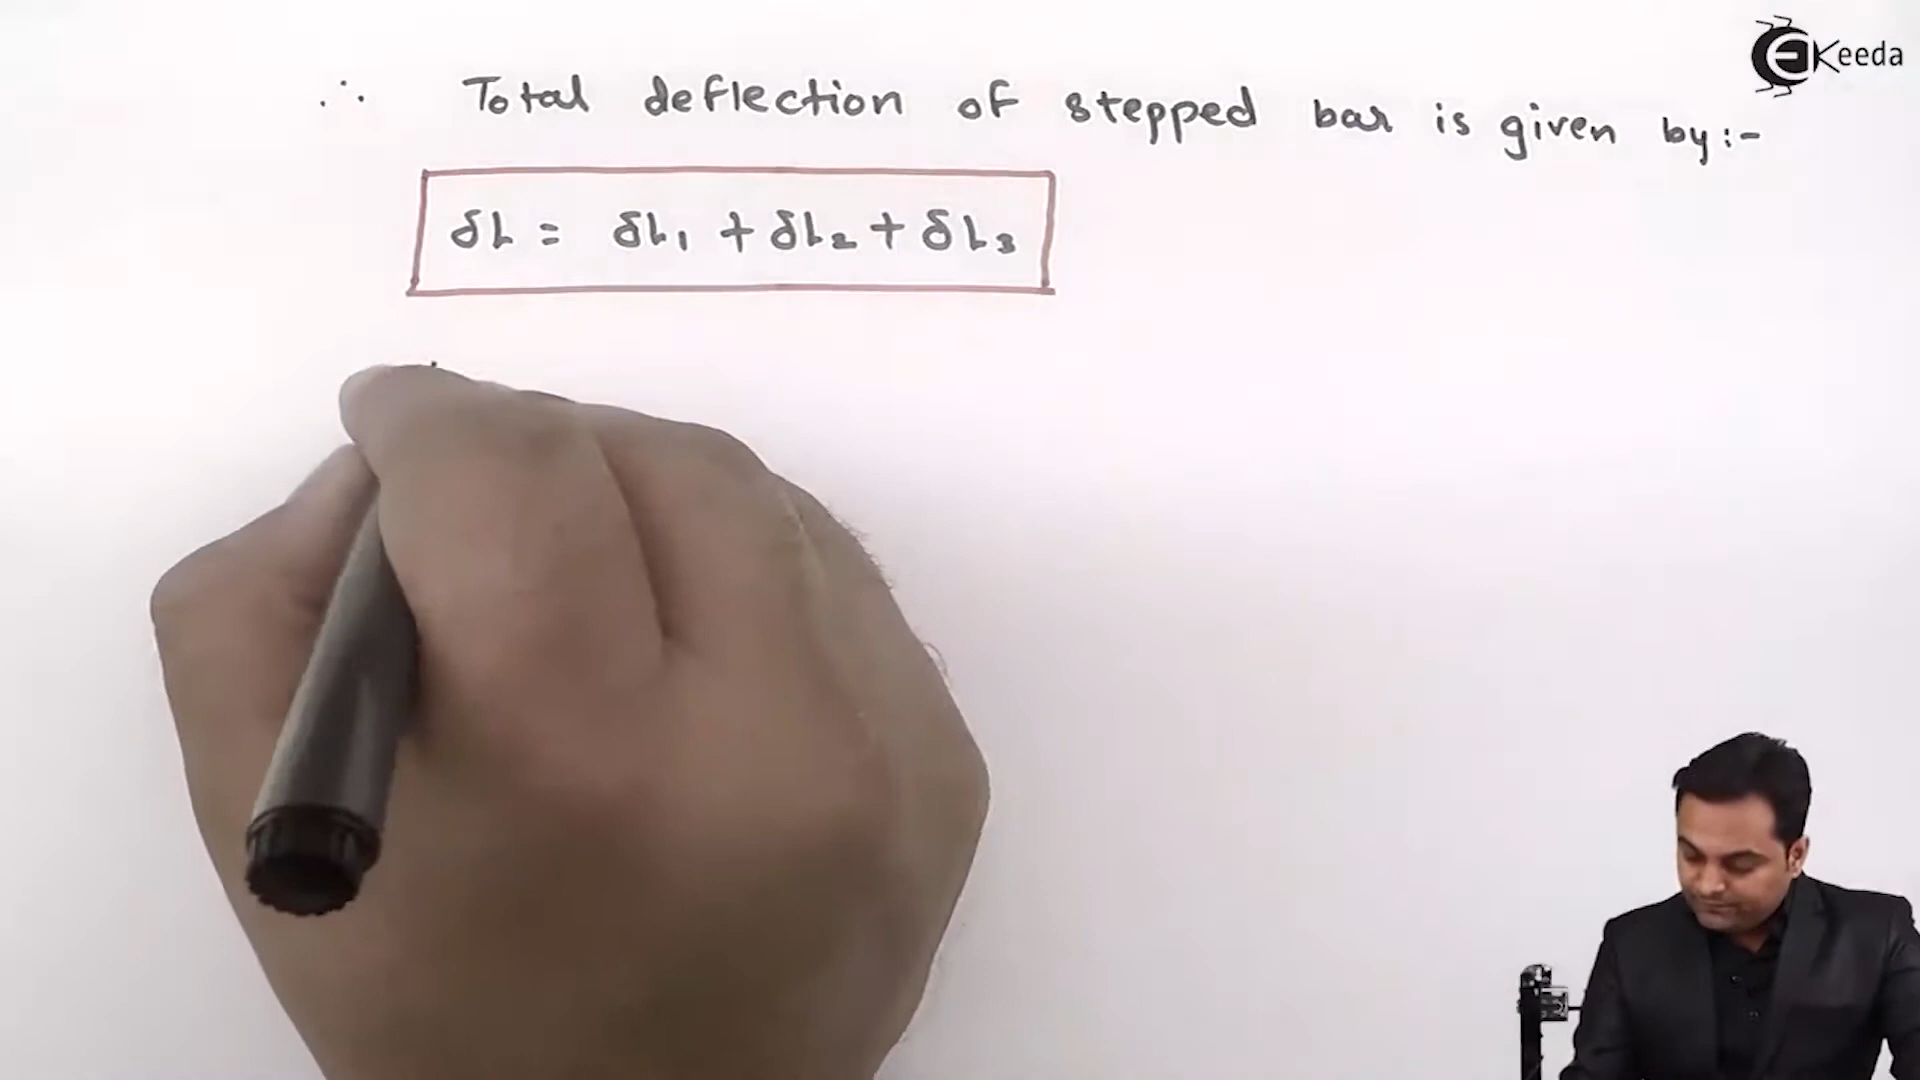 ∴ Total deflection of stepped bar is given by:-
δL = δL₁ + δL₂ + δL₃
EKeeda